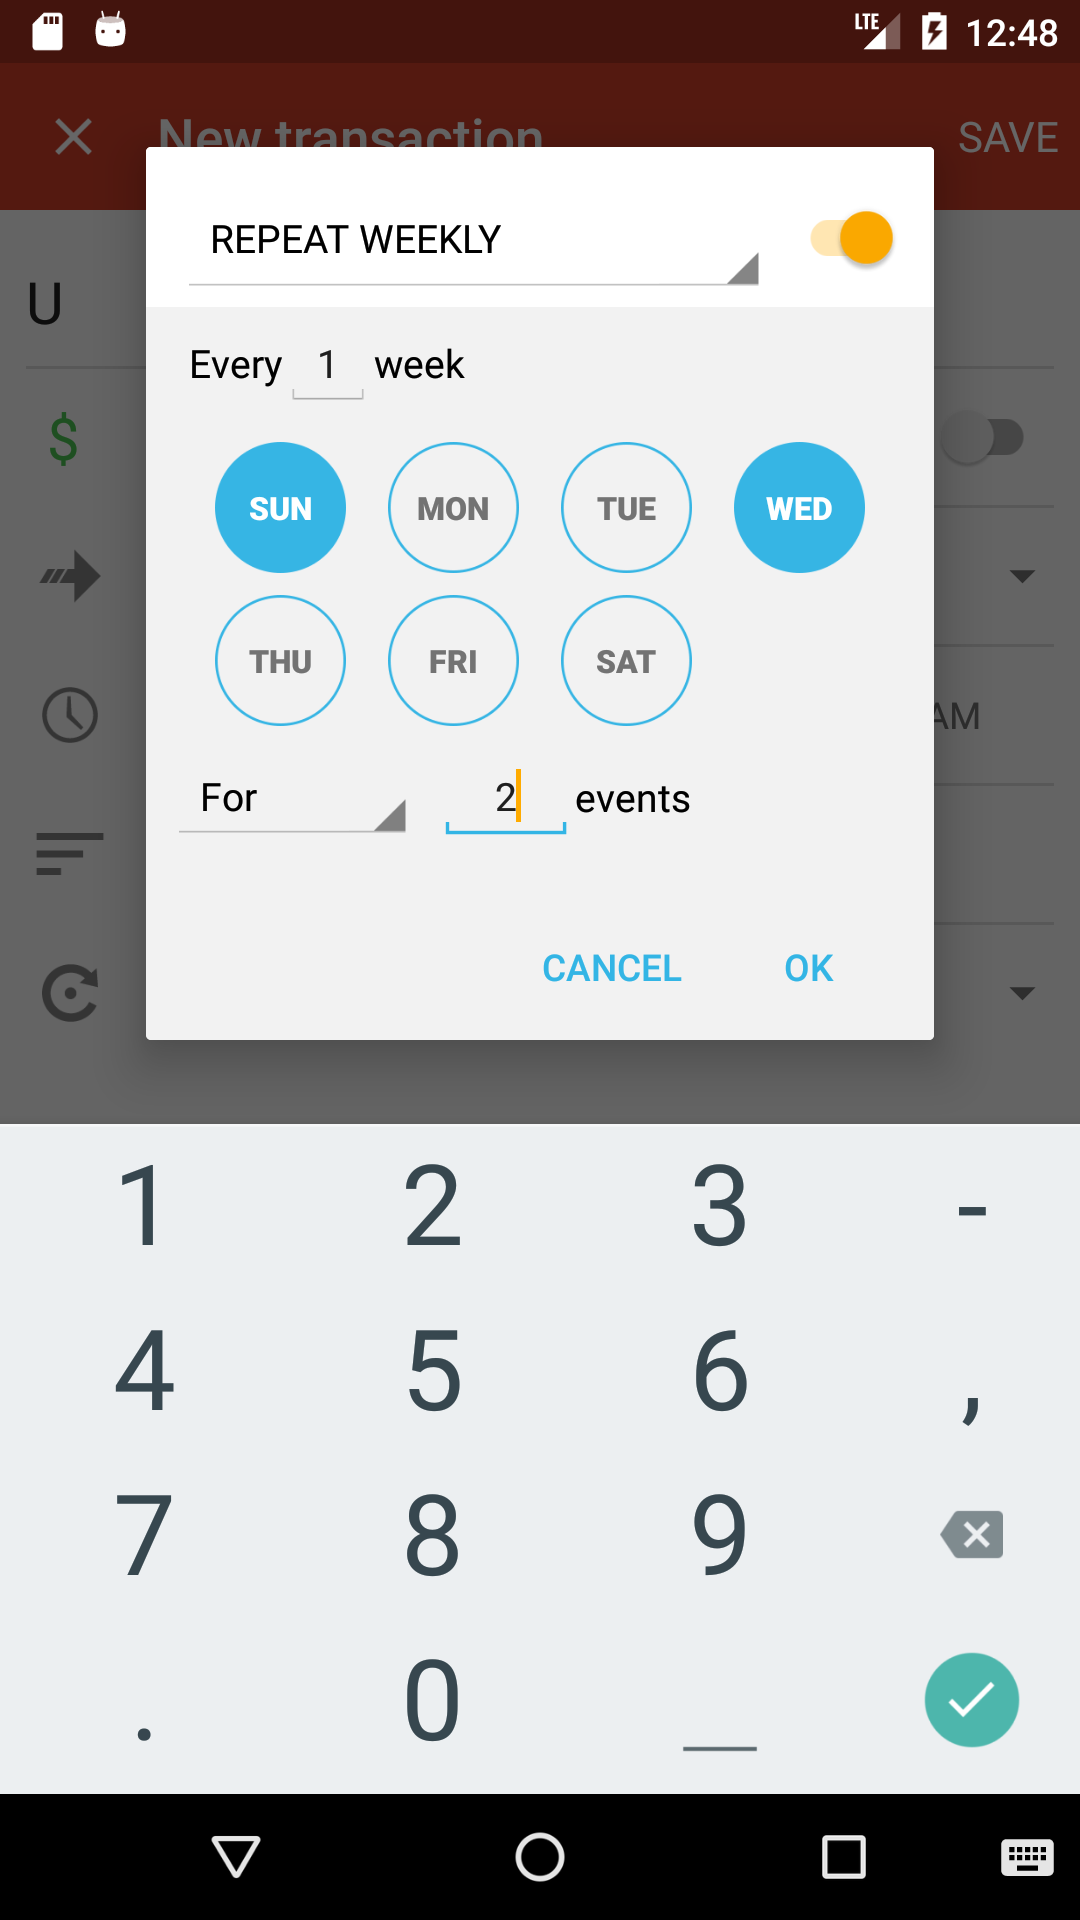 LTE 12:48
New transaction SAVE
REPEAT WEEKLY
U
Every 1 week
$
SUN MON TUE WED
THU FRI SAT
AM
For 2 events
CANCEL OK
1 2 3 -
4 5 6 ,
7 8 9
. 0 _